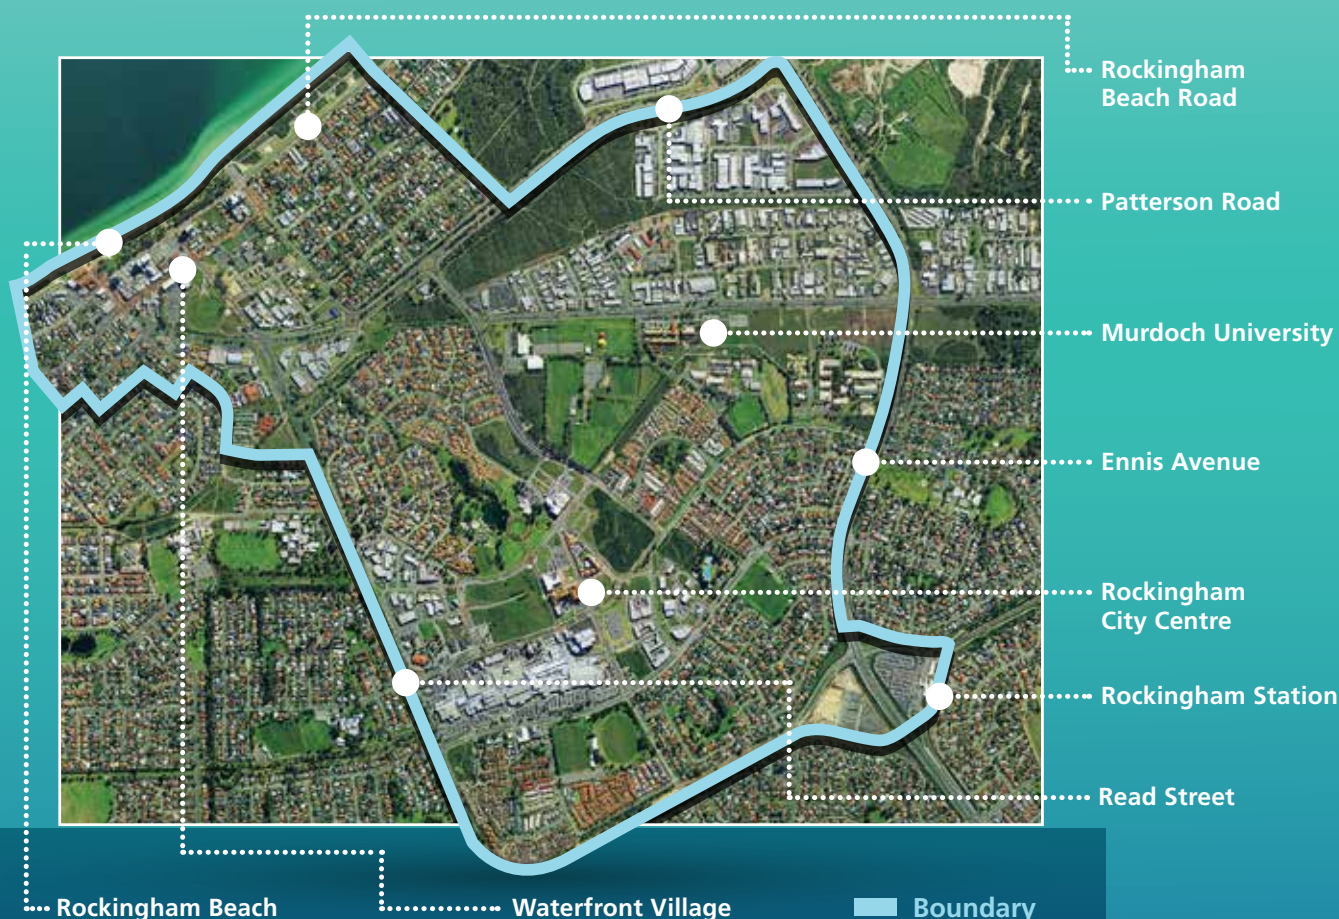 Rockingham
Beach Road
Patterson Road
Murdoch University
Ennis Avenue
Rockingham
City Centre
Rockingham Station
Read Street
Rockingham Beach
Waterfront Village
Boundary